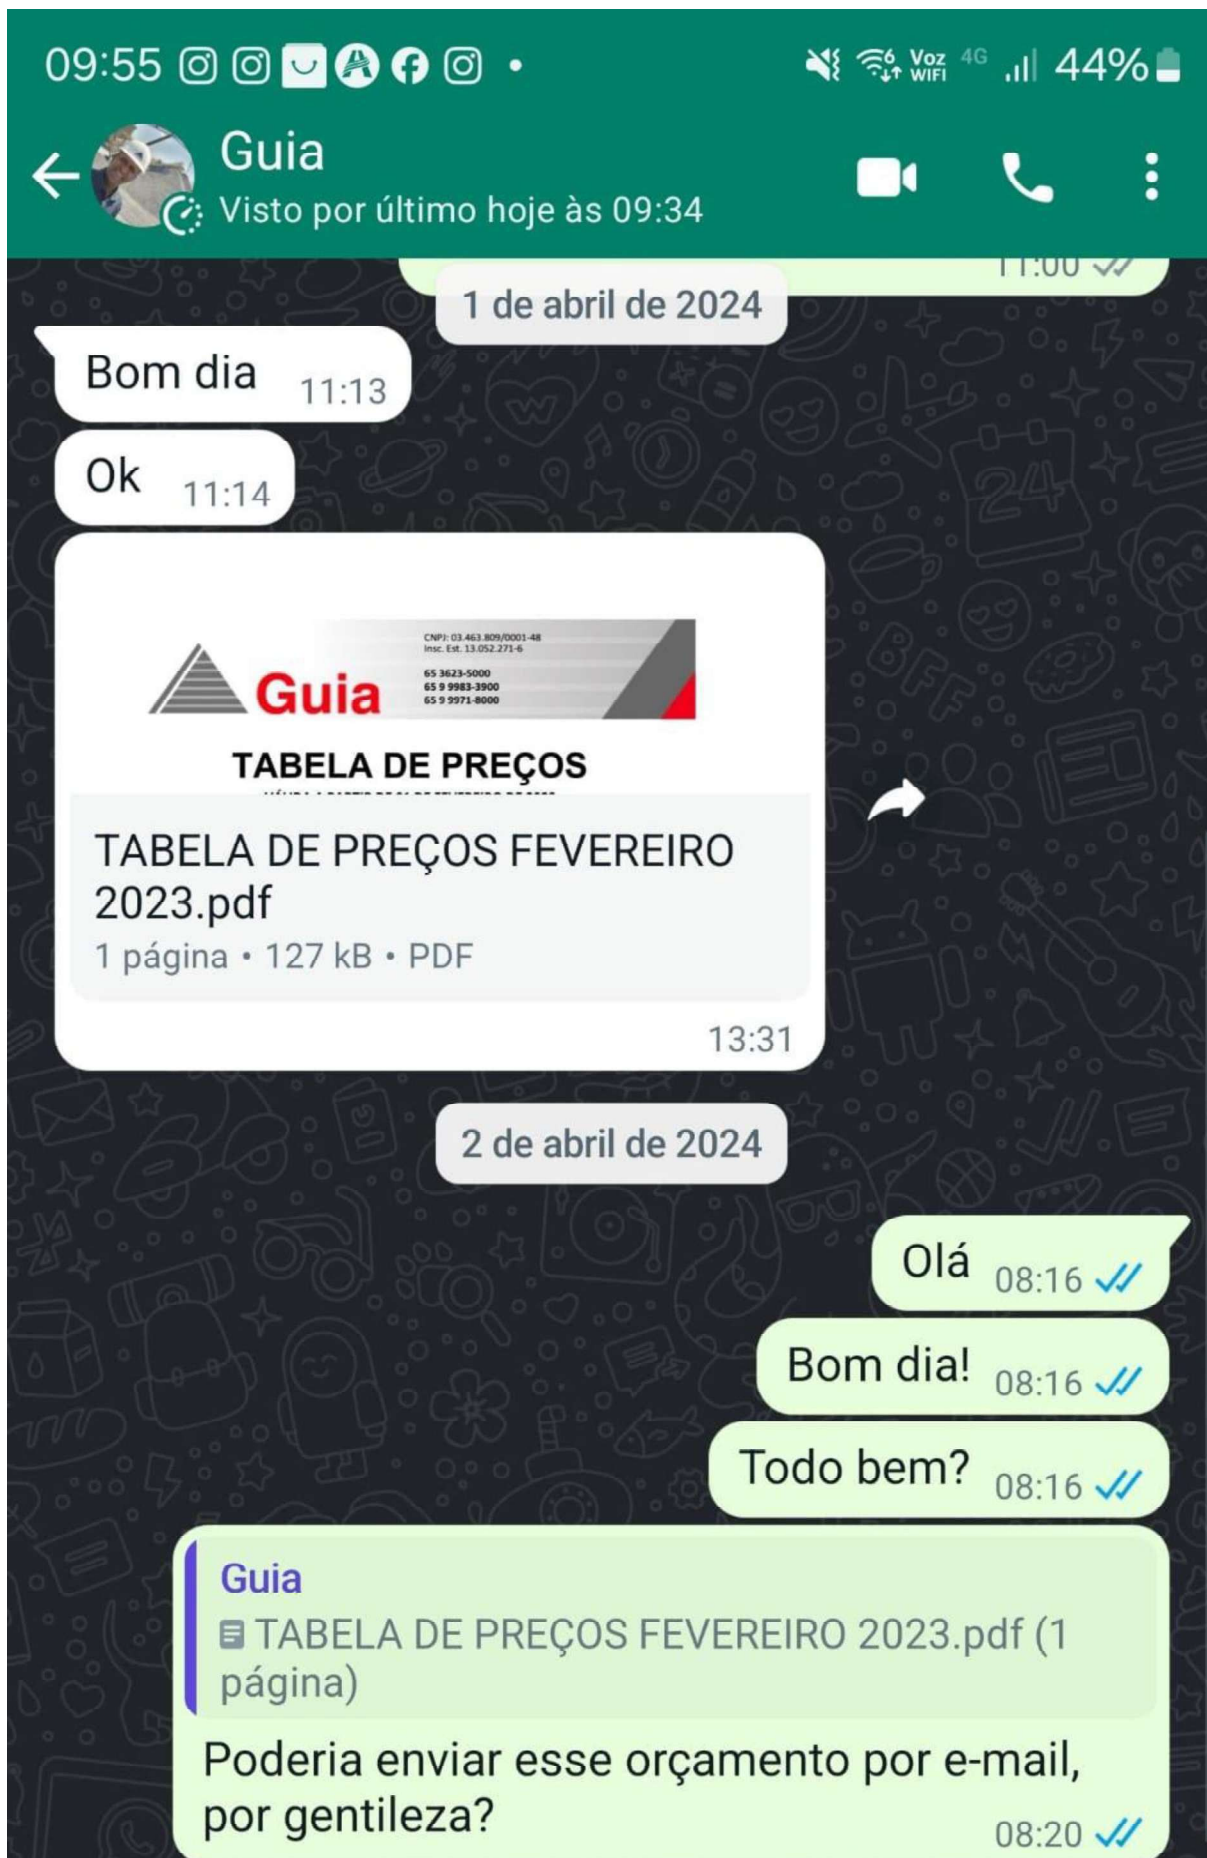 09:55
Voz
WIFI
4G
44%
Guia
Visto por último hoje às 09:34
11:00
1 de abril de 2024
Bom dia 11:13
Ok 11:14
CNPJ: 03.463.809/0001-48
Insc. Est. 13.052.271-6
65 3623-5000
65 9 9983-3900
65 9 9971-8000
Guia
TABELA DE PREÇOS
TABELA DE PREÇOS FEVEREIRO
2023.pdf
1 página • 127 kB • PDF
13:31
2 de abril de 2024
Olá 08:16
Bom dia! 08:16
Todo bem? 08:16
Guia
TABELA DE PREÇOS FEVEREIRO 2023.pdf (1
página)
Poderia enviar esse orçamento por e-mail,
por gentileza?
08:20